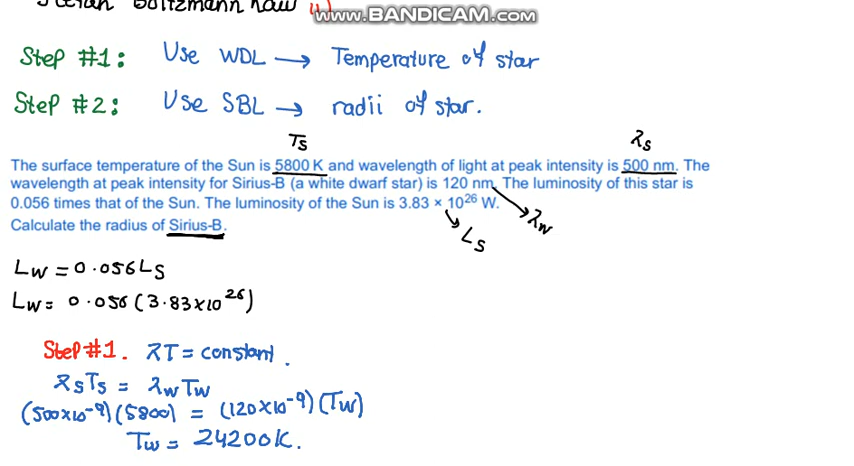 Stefan Boltzmann Law
www.BANDICAM.com
Step #1: Use WDL → Temperature of star
Step #2: Use SBL → radii of star.
Ts λs
The surface temperature of the Sun is 5800 K and wavelength of light at peak intensity is 500 nm. The
wavelength at peak intensity for Sirius-B (a white dwarf star) is 120 nm. The luminosity of this star is
0.056 times that of the Sun. The luminosity of the Sun is 3.83 × 10²⁶ W.
Calculate the radius of Sirius-B.
λw
Ls
Lw = 0.056Ls
Lw = 0.056(3.83×10²⁶)
Step #1. λT = constant.
λsTs = λwTw
(500×10⁻⁹)(5800) = (120×10⁻⁹)(Tw)
Tw = 24200K.